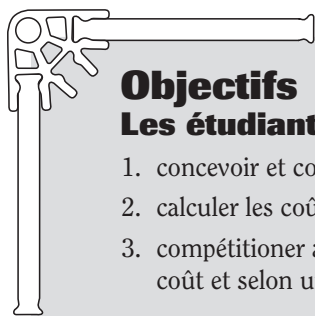 Objectifs
Les étudiant
1. concevoir et co
2. calculer les coû
3. compétitioner a
coût et selon u